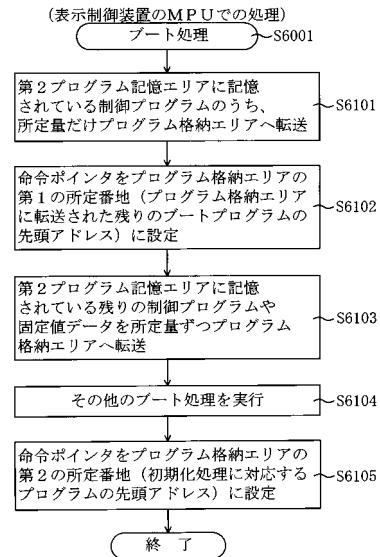 (表示制御装置のMPUでの処理)
ブート処理
S6001
第2プログラム記憶エリアに記憶
されている制御プログラムのうち、
所定量だけプログラム格納エリアへ転送
S6101
命令ポインタをプログラム格納エリアの
第1の所定番地(プログラム格納エリア
に転送された残りのブートプログラムの
先頭アドレス)に設定
S6102
第2プログラム記憶エリアに記憶
されている残りの制御プログラムや
固定値データを所定量ずつプログラム
格納エリアへ転送
S6103
その他のブート処理を実行
S6104
命令ポインタをプログラム格納エリアの
第2の所定番地(初期化処理に対応する
プログラムの先頭アドレス)に設定
S6105
終 了